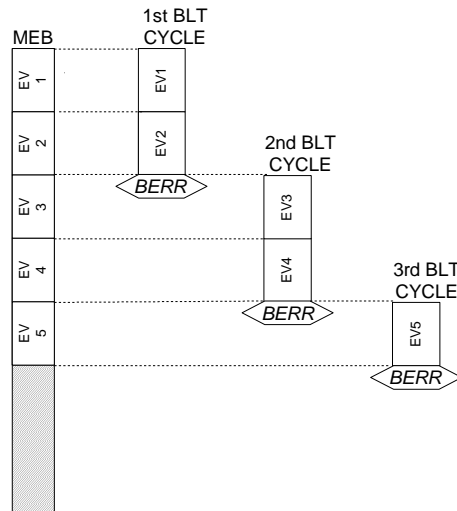 1st BLT
CYCLE
MEB
EV
1
EV1
EV
2
EV2
BERR
2nd BLT
CYCLE
EV
3
EV3
EV
4
EV4
BERR
3rd BLT
CYCLE
EV
5
EV5
BERR